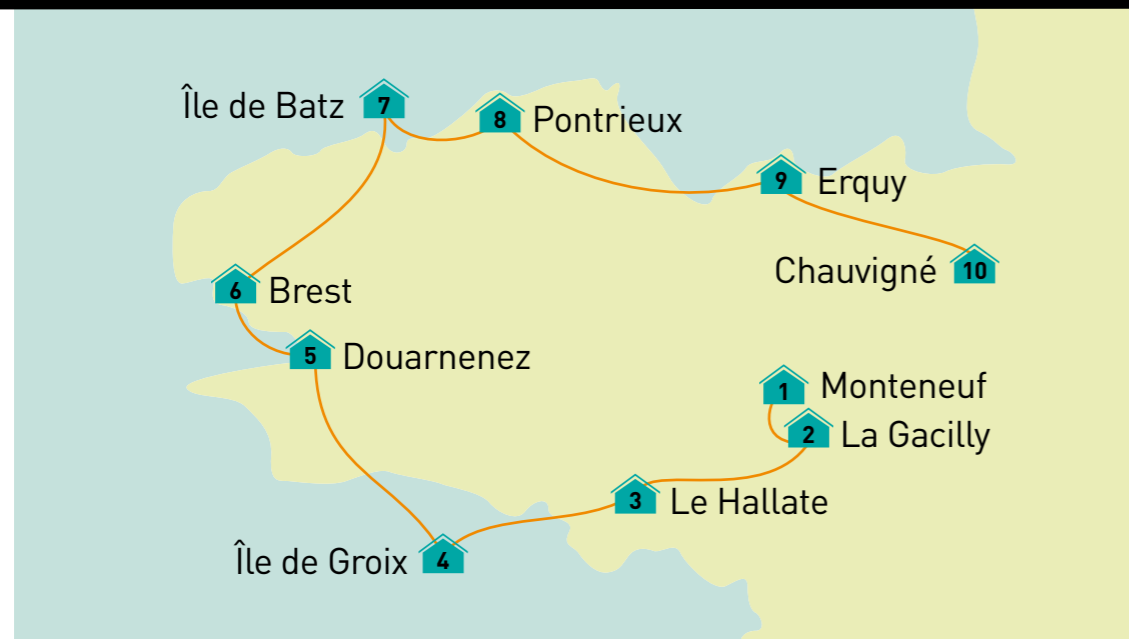 Île de Batz 7
8 Pontrieux
9 Erquy
Chauvigné 10
6 Brest
5 Douarnenez
1 Monteneuf
2 La Gacilly
3 Le Hallate
Île de Groix 4